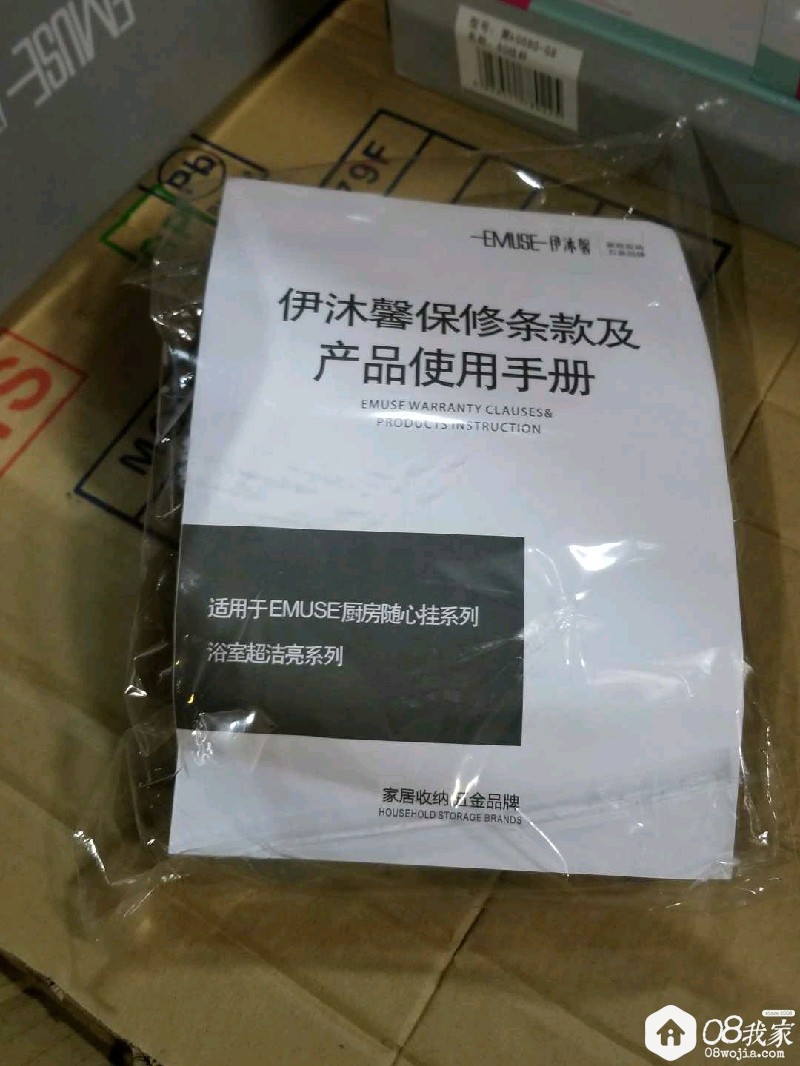 EMUSE
79F
Pb
EMUSE 伊沐馨
伊沐馨保修条款及
产品使用手册
EMUSE WARRANTY CLAUSES&
PRODUCTS INSTRUCTION
适用于EMUSE厨房随心挂系列
浴室超洁亮系列
家居收纳五金品牌
HOUSEHOLD STORAGE BRANDS
08我家
08wojia.com